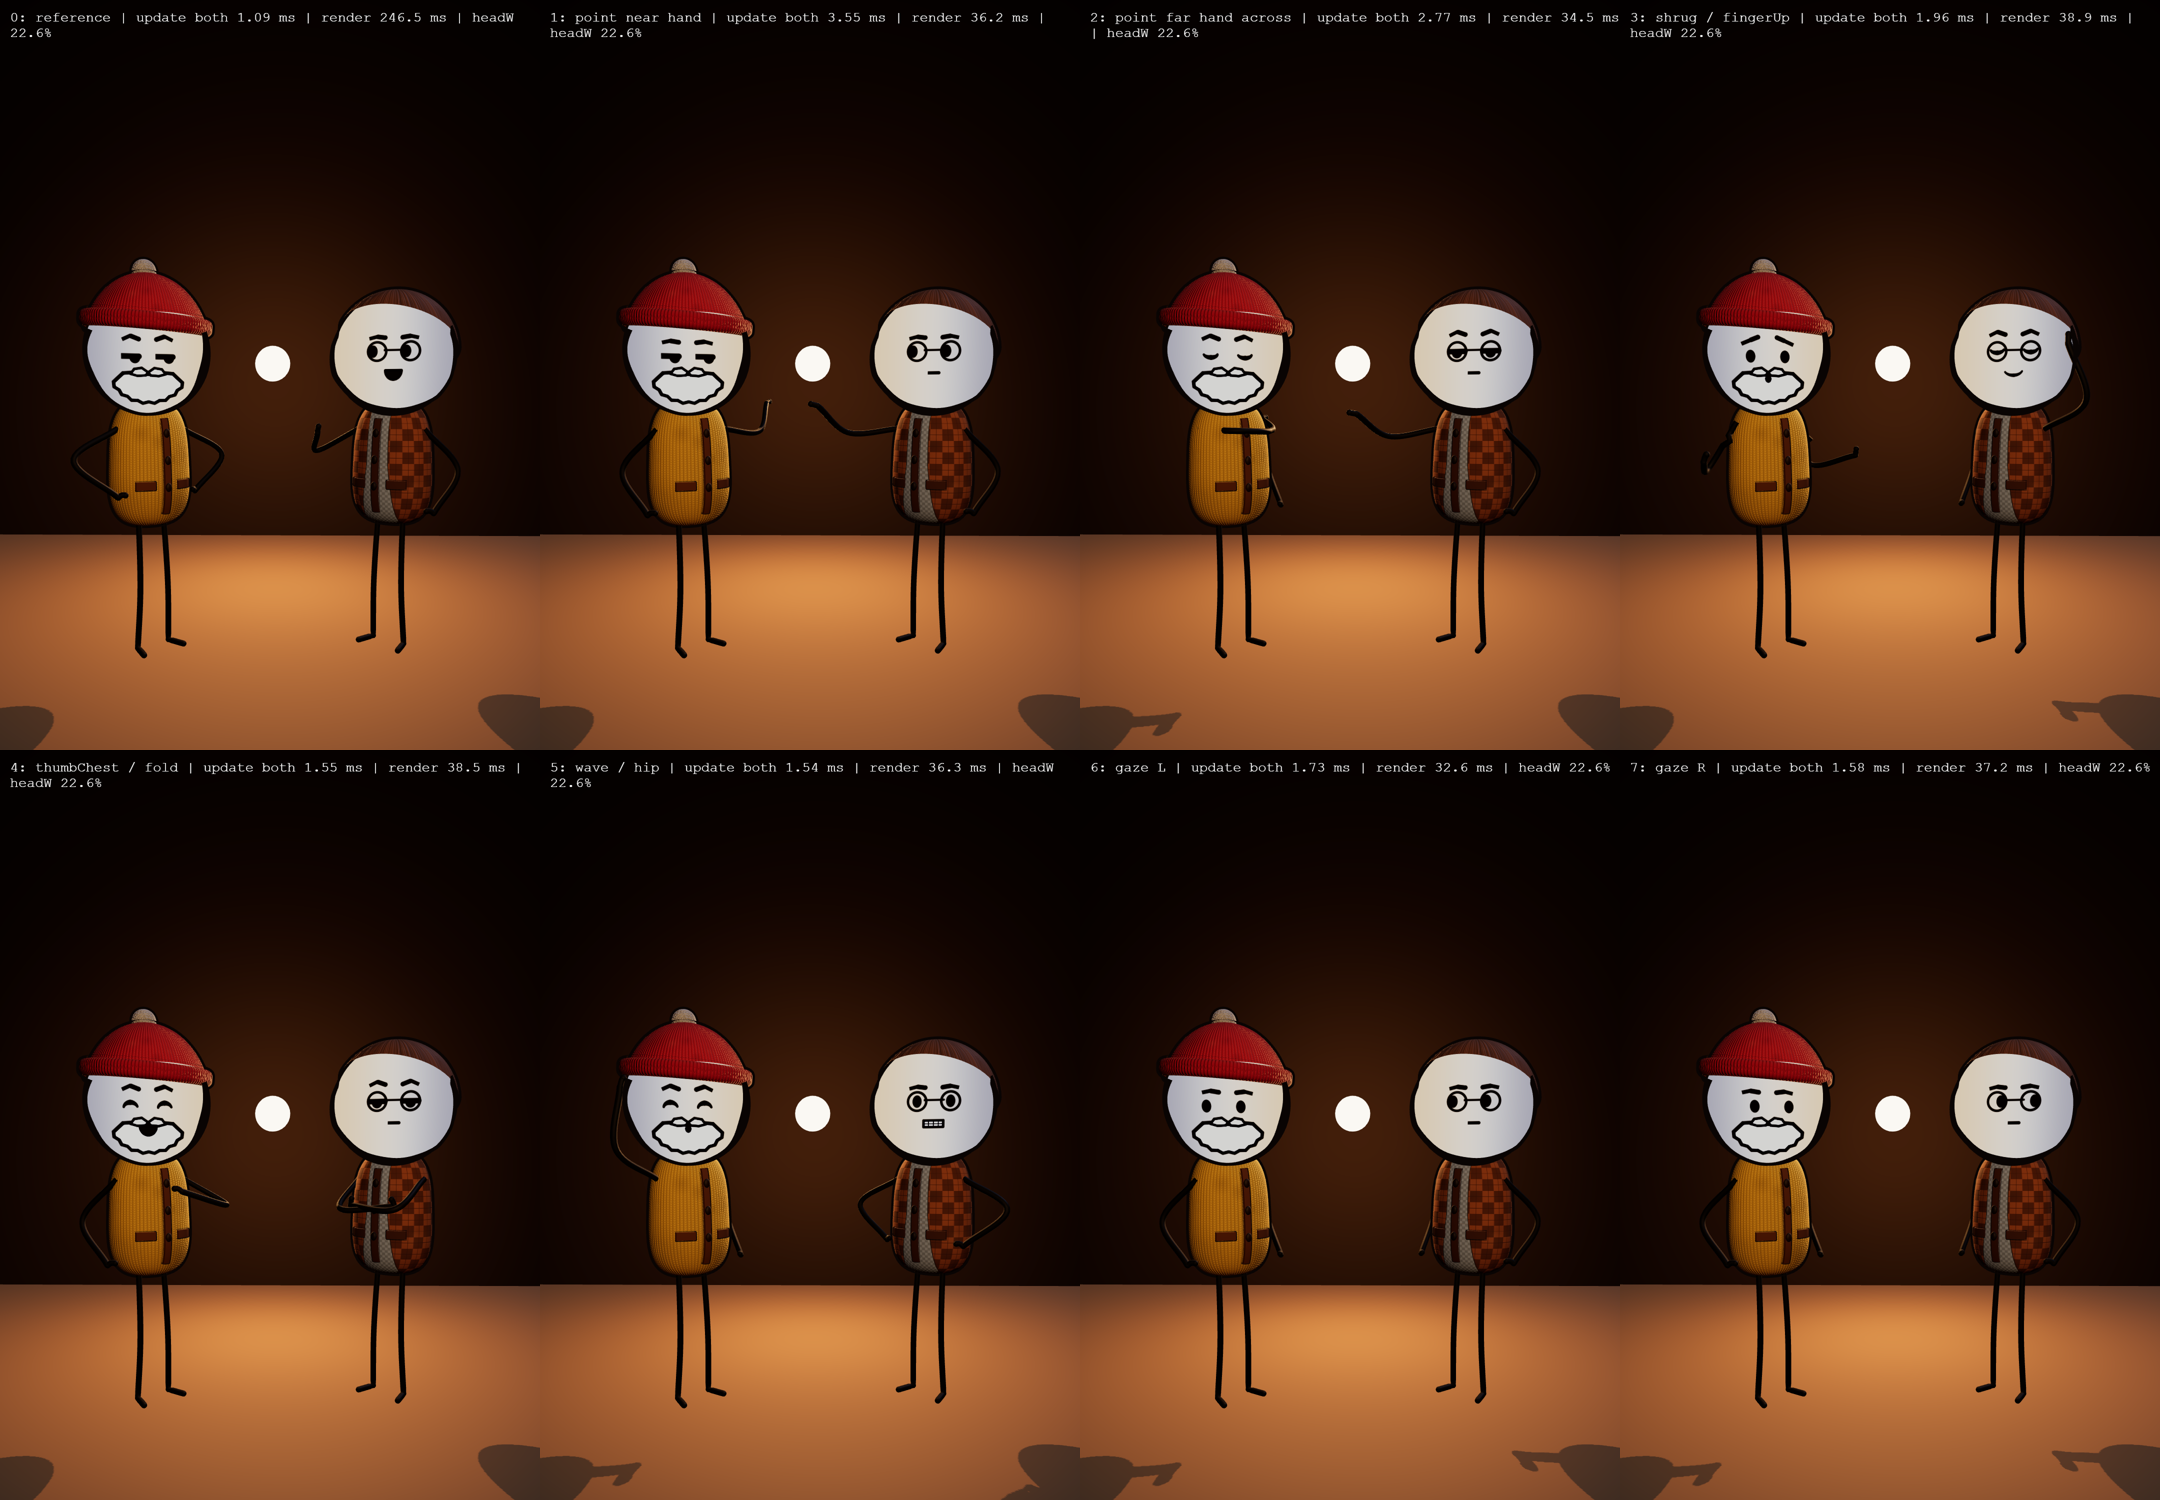 0: reference | update both 1.09 ms | render 246.5 ms | headW
22.6%
1: point near hand | update both 3.55 ms | render 36.2 ms |
headW 22.6%
2: point far hand across | update both 2.77 ms | render 34.5 ms
| headW 22.6%
3: shrug / fingerUp | update both 1.96 ms | render 38.9 ms |
headW 22.6%
4: thumbChest / fold | update both 1.55 ms | render 38.5 ms |
headW 22.6%
5: wave / hip | update both 1.54 ms | render 36.3 ms | headW
22.6%
6: gaze L | update both 1.73 ms | render 32.6 ms | headW 22.6%
7: gaze R | update both 1.58 ms | render 37.2 ms | headW 22.6%